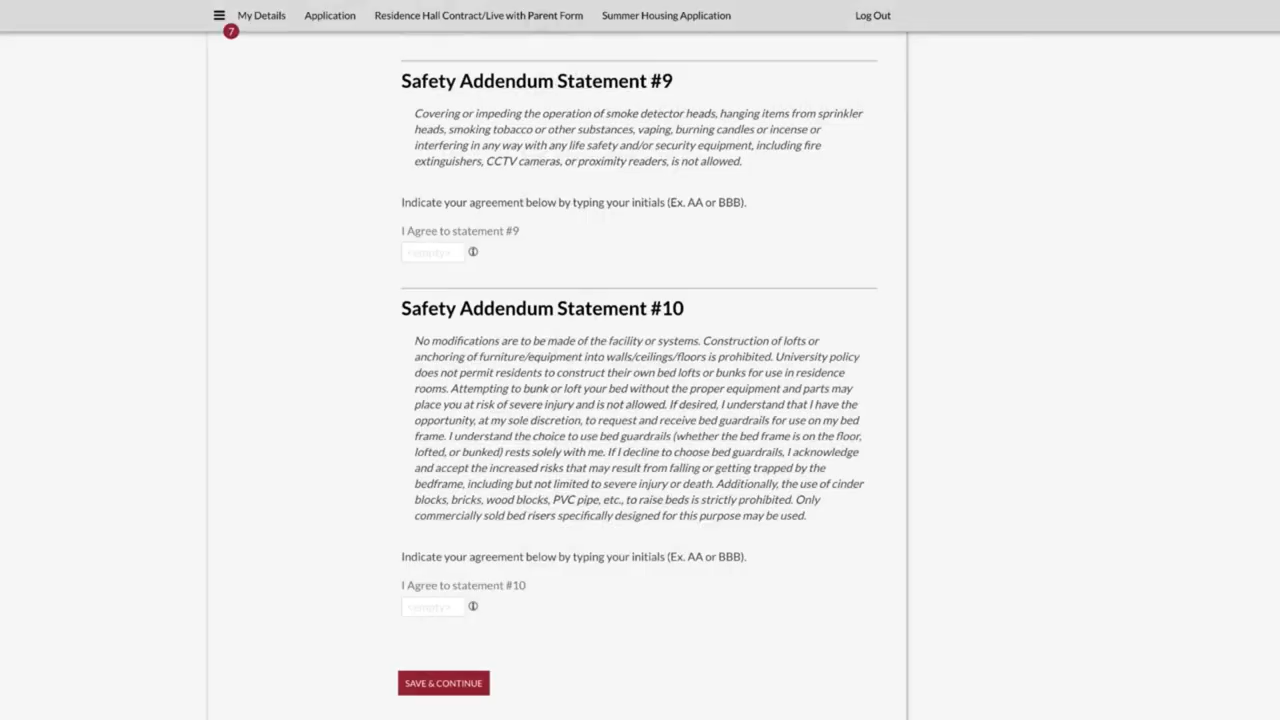 My Details Application Residence Hall Contract/Live with Parent Form Summer Housing Application Log Out
7
Safety Addendum Statement #9
Covering or impeding the operation of smoke detector heads, hanging items from sprinkler
heads, smoking tobacco or other substances, vaping, burning candles or incense or
interfering in any way with any life safety and/or security equipment, including fire
extinguishers, CCTV cameras, or proximity readers, is not allowed.
Indicate your agreement below by typing your initials (Ex. AA or BBB).
I Agree to statement #9
<empty>
Safety Addendum Statement #10
No modifications are to be made of the facility or systems. Construction of lofts or
anchoring of furniture/equipment into walls/ceilings/floors is prohibited. University policy
does not permit residents to construct their own bed lofts or bunks for use in residence
rooms. Attempting to bunk or loft your bed without the proper equipment and parts may
place you at risk of severe injury and is not allowed. If desired, I understand that I have the
opportunity, at my sole discretion, to request and receive bed guardrails for use on my bed
frame. I understand the choice to use bed guardrails (whether the bed frame is on the floor,
lofted, or bunked) rests solely with me. If I decline to choose bed guardrails, I acknowledge
and accept the increased risks that may result from falling or getting trapped by the
bedframe, including but not limited to severe injury or death. Additionally, the use of cinder
blocks, bricks, wood blocks, PVC pipe, etc., to raise beds is strictly prohibited. Only
commercially sold bed risers specifically designed for this purpose may be used.
Indicate your agreement below by typing your initials (Ex. AA or BBB).
I Agree to statement #10
<empty>
SAVE & CONTINUE